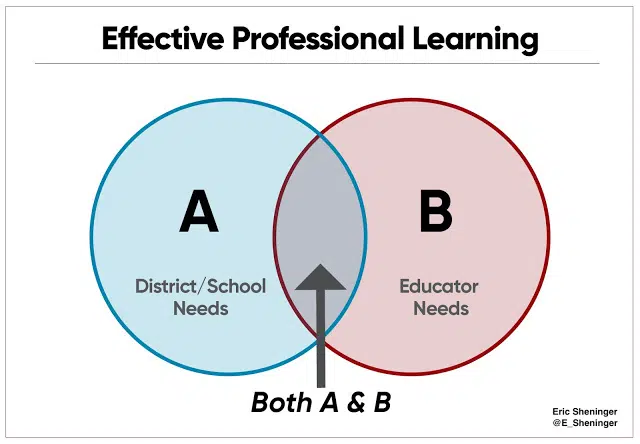 Effective Professional Learning
A
B
District/School
Needs
Educator
Needs
Both A & B
Eric Sheninger
@E_Sheninger